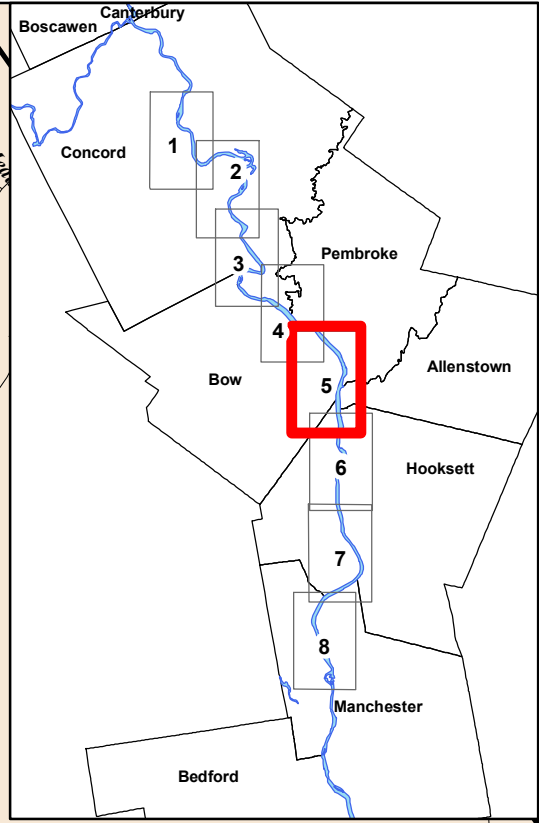 Canterbury
Boscawen
Concord
1
2
Pembroke
3
4
Allenstown
Bow
5
6
Hooksett
7
8
Manchester
Bedford